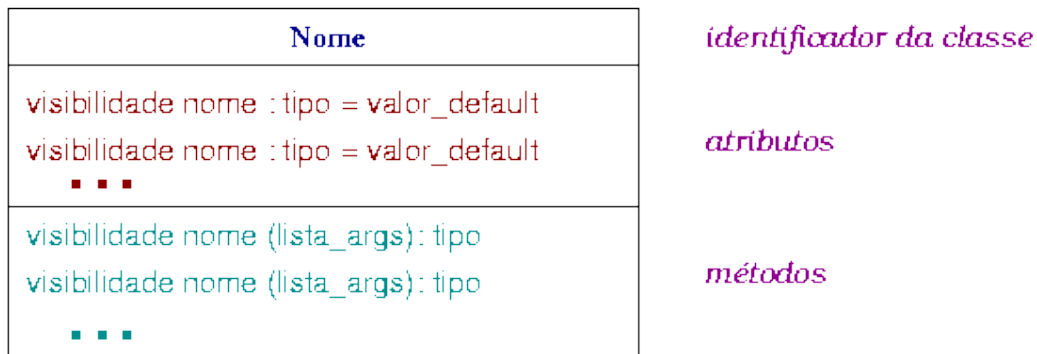 Nome
identificador da classe
visibilidade nome : tipo = valor_default
visibilidade nome : tipo = valor_default
atributos
visibilidade nome (lista_args): tipo
visibilidade nome (lista_args): tipo
métodos